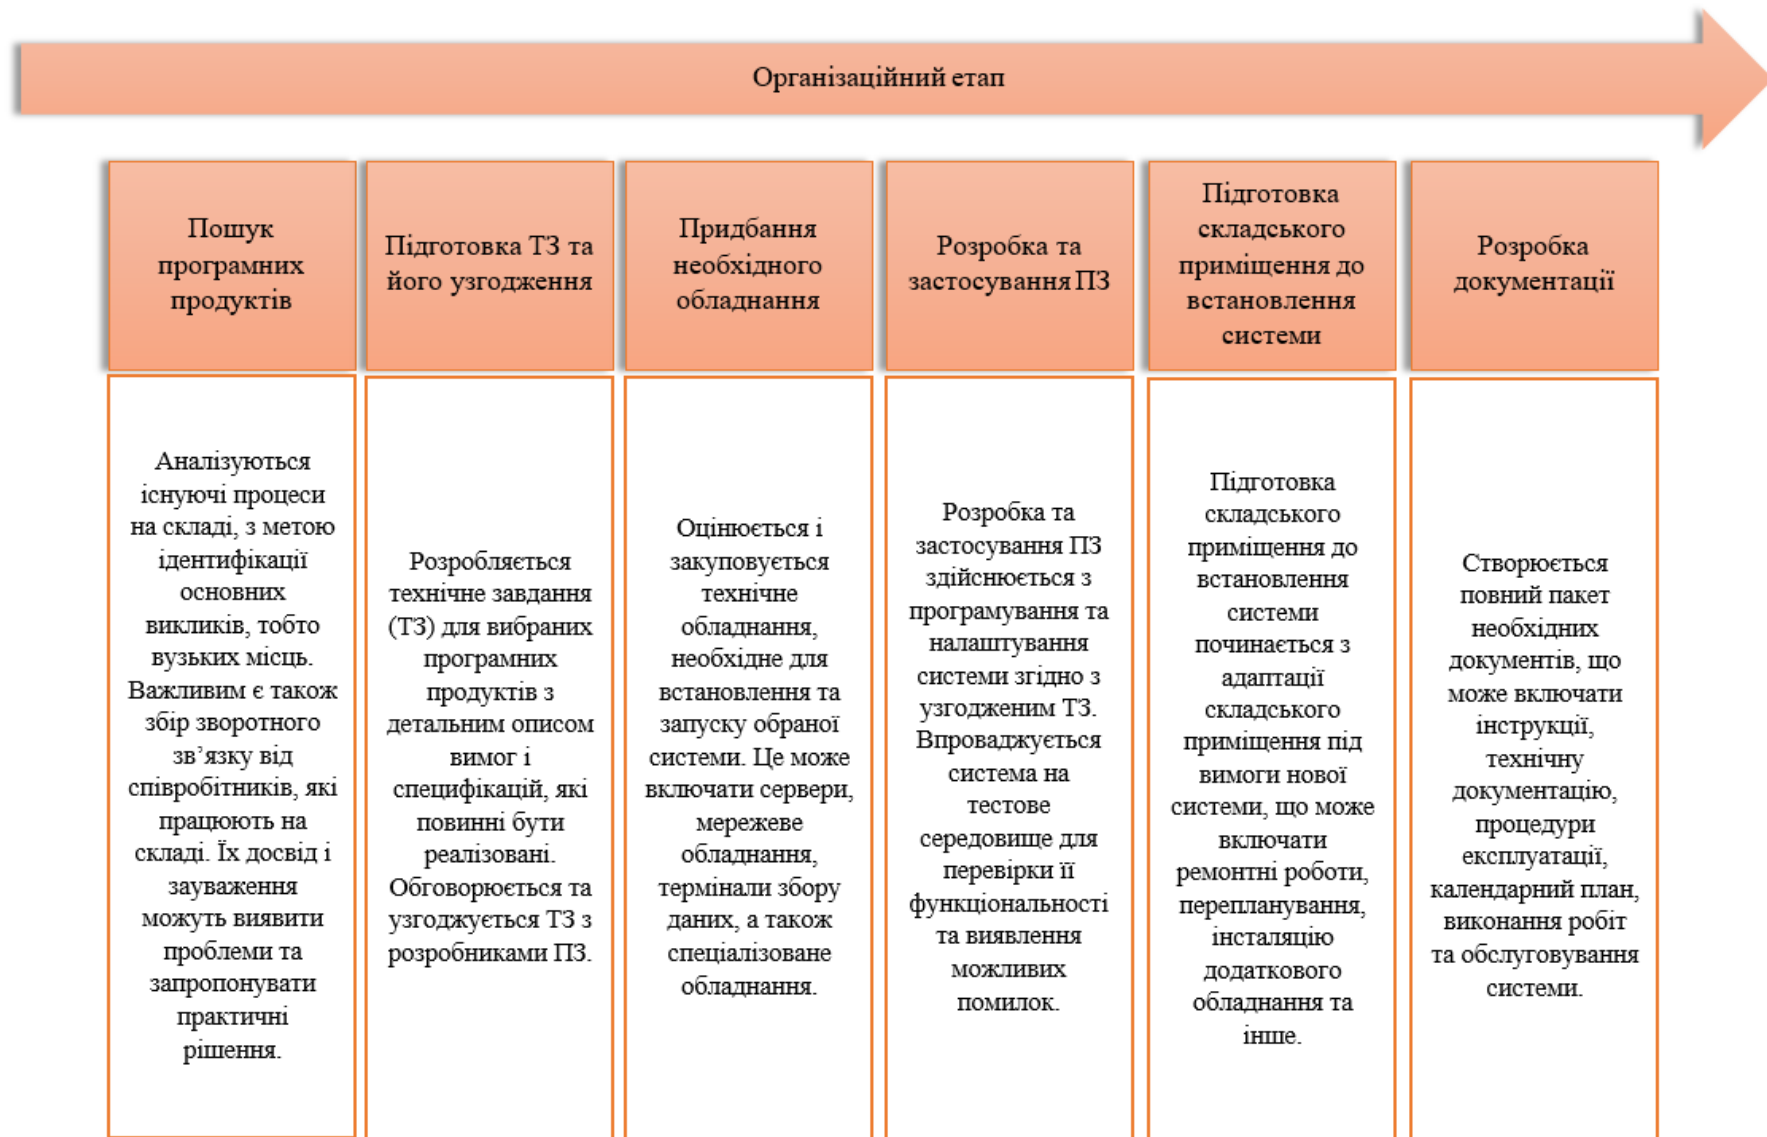 Організаційний етап
Пошук
програмних
продуктів
Підготовка ТЗ та
його узгодження
Придбання
необхідного
обладнання
Розробка та
застосування ПЗ
Підготовка
складського
приміщення до
встановлення
системи
Розробка
документації
Аналізуються
існуючі процеси
на складі, з метою
ідентифікації
основних
викликів, тобто
вузьких місць.
Важливим є також
збір зворотного
зв’язку від
співробітників, які
працюють на
складі. Їх досвід і
зауваження
можуть виявити
проблеми та
запропонувати
практичні
рішення.
Розробляється
технічне завдання
(ТЗ) для вибраних
програмних
продуктів з
детальним описом
вимог і
специфікацій, які
повинні бути
реалізовані.
Обговорюється та
узгоджується ТЗ з
розробниками ПЗ.
Оцінюється і
закуповується
технічне
обладнання,
необхідне для
встановлення та
запуску обраної
системи. Це може
включати сервери,
мережеве
обладнання,
термінали збору
даних, а також
спеціалізоване
обладнання.
Розробка та
застосування ПЗ
здійснюється з
програмування та
налаштування
системи згідно з
узгодженим ТЗ.
Впроваджується
система на
тестове
середовище для
перевірки її
функціональності
та виявлення
можливих
помилок.
Підготовка
складського
приміщення до
встановлення
системи
починається з
адаптації
складського
приміщення під
вимоги нової
системи, що може
включати
ремонтні роботи,
перепланування,
інсталяцію
додаткового
обладнання та
інше.
Створюється
повний пакет
необхідних
документів, що
може включати
інструкції,
технічну
документацію,
процедури
експлуатації,
календарний план,
виконання робіт
та обслуговування
системи.